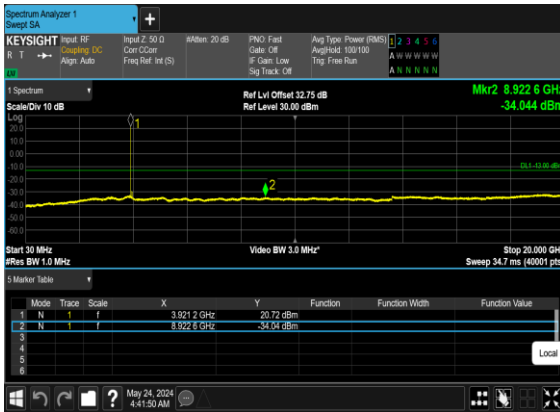 Spectrum Analyzer 1
Swept SA
+
KEYSIGHT
R T
Input: RF
Coupling: DC
Align: Auto
Input Z: 50 Ω
Corr CCorr
Freq Ref: Int (S)
#Atten: 20 dB
PNO: Fast
Gate: Off
IF Gain: Low
Sig Track: Off
Avg Type: Power (RMS)
Avg|Hold: 100/100
Trig: Free Run
1 2 3 4 5 6
A W W W W W
A N N N N N
1 Spectrum
Scale/Div 10 dB
Ref Lvl Offset 32.75 dB
Ref Level 30.00 dBm
Mkr2 8.922 6 GHz
-34.044 dBm
Log
20.0
10.0
0.00
-10.0
-20.0
-30.0
-40.0
-50.0
-60.0
1
2
DL1 -13.00 dBm
Start 30 MHz
#Res BW 1.0 MHz
Video BW 3.0 MHz*
Stop 20.000 GHz
Sweep 34.7 ms (40001 pts)
5 Marker Table
Mode Trace Scale X Y Function Function Width Function Value
1 N 1 f 3.921 2 GHz 20.72 dBm
2 N 1 f 8.922 6 GHz -34.04 dBm
3
4
5
6
Local
?
May 24, 2024
4:41:50 AM